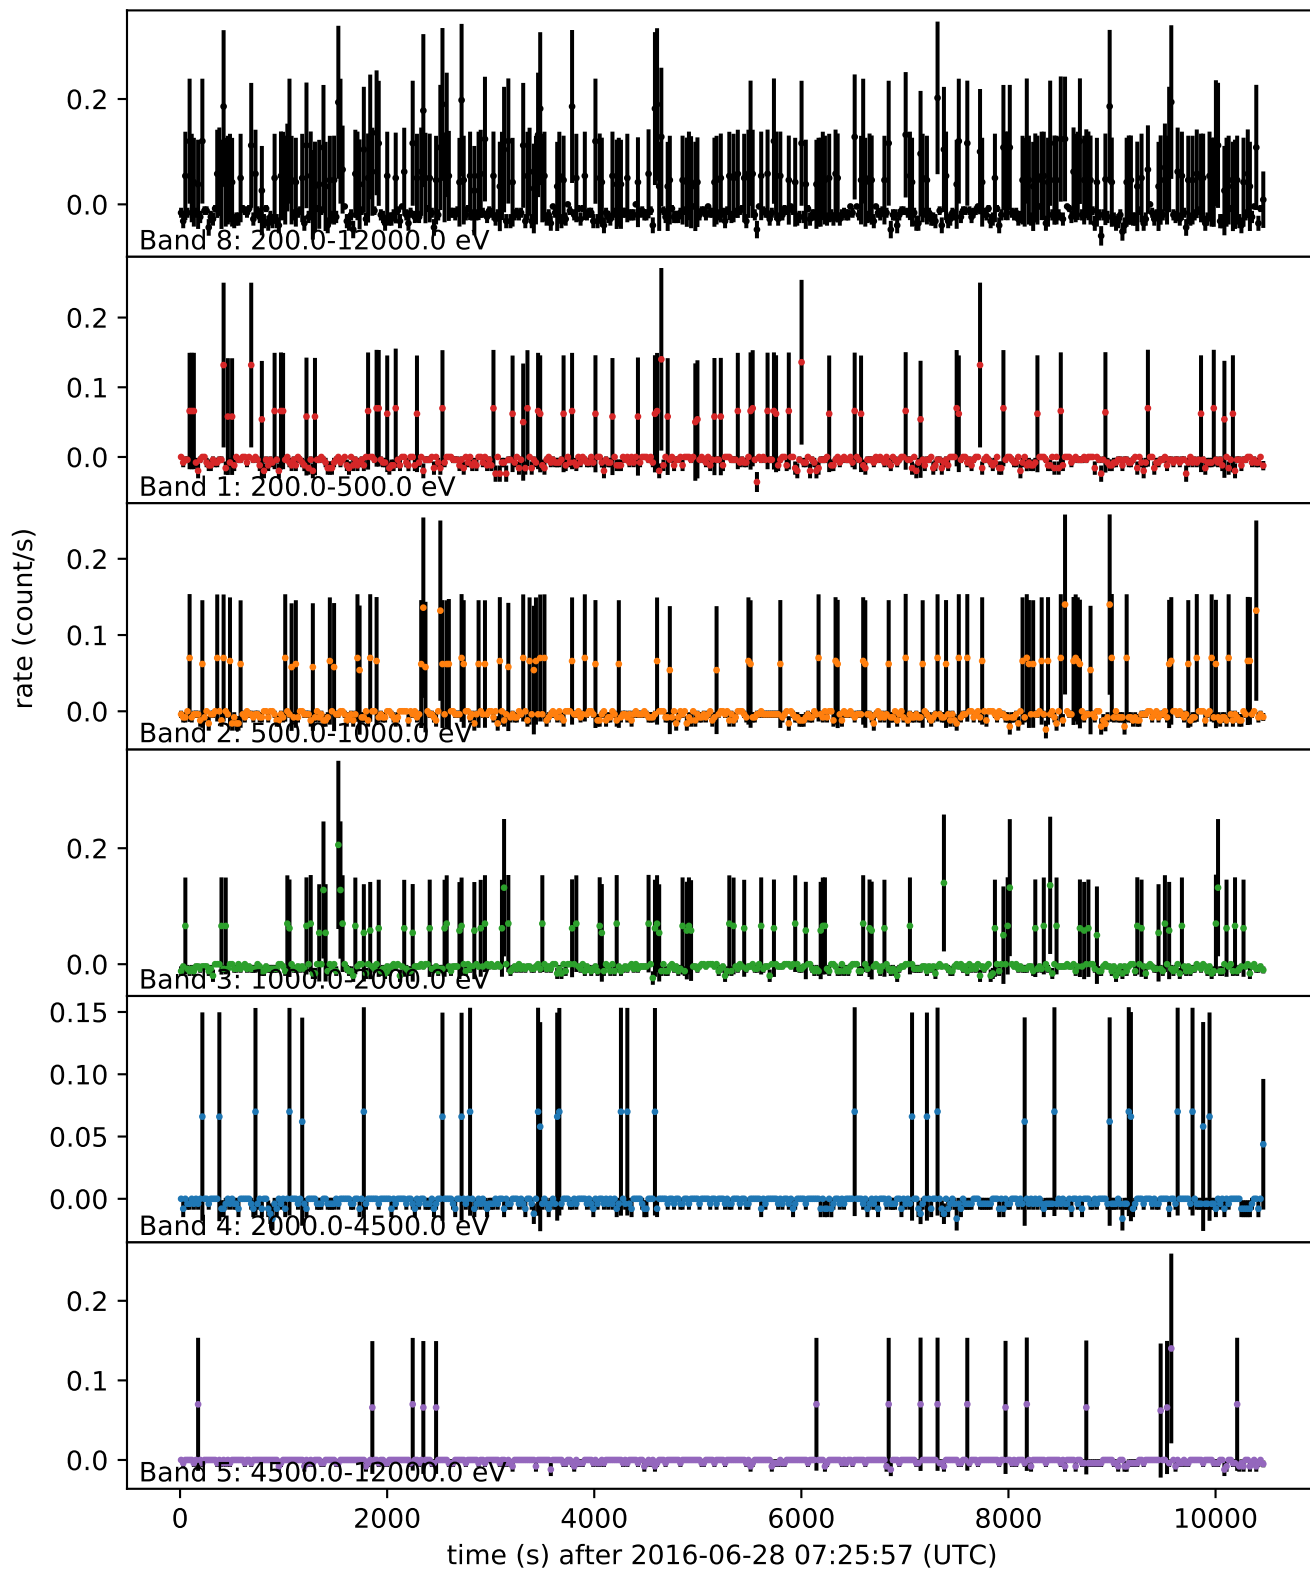 0.2
0.0
Band 8: 200.0-12000.0 eV
0.2
0.1
0.0
Band 1: 200.0-500.0 eV
0.2
0.1
0.0
Band 2: 500.0-1000.0 eV
rate (count/s)
0.2
0.0
Band 3: 1000.0-2000.0 eV
0.15
0.10
0.05
0.00
Band 4: 2000.0-4500.0 eV
0.2
0.1
0.0
Band 5: 4500.0-12000.0 eV
0 2000 4000 6000 8000 10000
time (s) after 2016-06-28 07:25:57 (UTC)